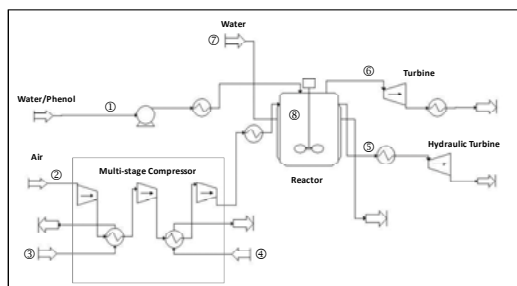 Water
⑦
⑥
Turbine
Water/Phenol
①
⑧
Air
②
Multi-stage Compressor
⑤
Hydraulic Turbine
Reactor
③
④